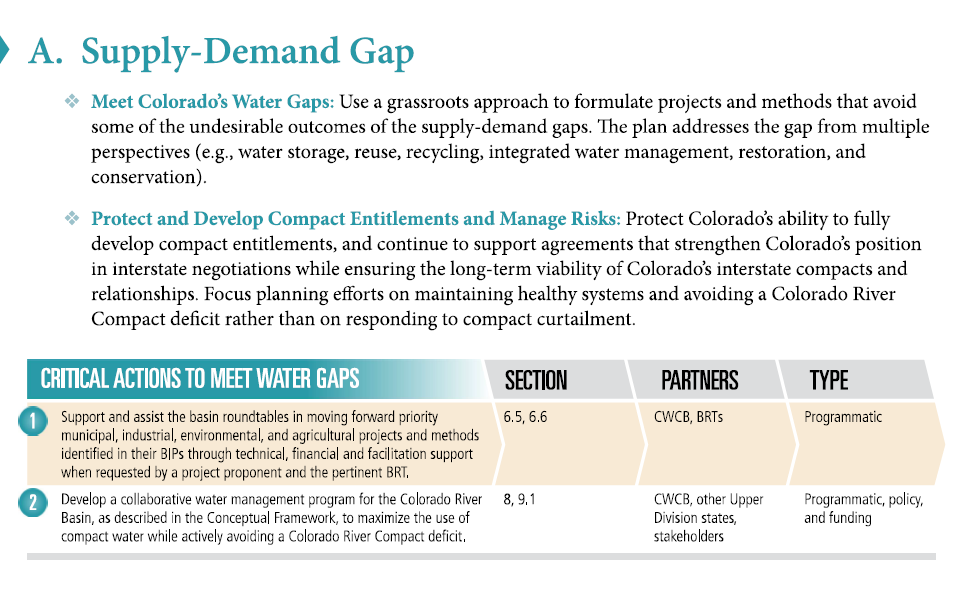 A. Supply-Demand Gap
❖ Meet Colorado's Water Gaps: Use a grassroots approach to formulate projects and methods that avoid
some of the undesirable outcomes of the supply-demand gaps. The plan addresses the gap from multiple
perspectives (e.g., water storage, reuse, recycling, integrated water management, restoration, and
conservation).
❖ Protect and Develop Compact Entitlements and Manage Risks: Protect Colorado's ability to fully
develop compact entitlements, and continue to support agreements that strengthen Colorado's position
in interstate negotiations while ensuring the long-term viability of Colorado's interstate compacts and
relationships. Focus planning efforts on maintaining healthy systems and avoiding a Colorado River
Compact deficit rather than on responding to compact curtailment.
CRITICAL ACTIONS TO MEET WATER GAPS SECTION PARTNERS TYPE
1 Support and assist the basin roundtables in moving forward priority 6.5, 6.6 CWCB, BRTs Programmatic
municipal, industrial, environmental, and agricultural projects and methods
identified in their BIPs through technical, financial and facilitation support
when requested by a project proponent and the pertinent BRT.
2 Develop a collaborative water management program for the Colorado River 8, 9.1 CWCB, other Upper Programmatic, policy,
Basin, as described in the Conceptual Framework, to maximize the use of Division states, and funding
compact water while actively avoiding a Colorado River Compact deficit. stakeholders